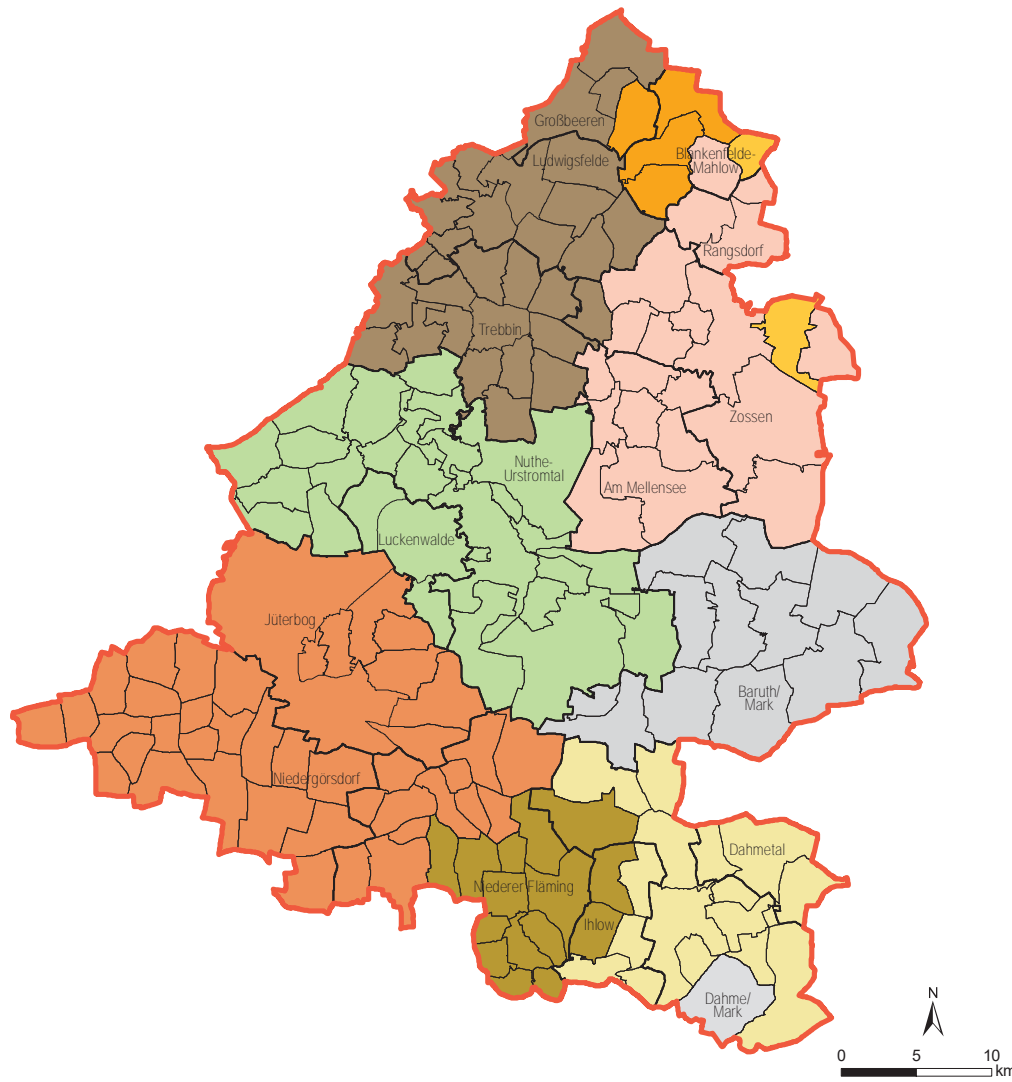 Großbeeren
Ludwigsfelde
Blankenfelde-
Mahlow
Rangsdorf
Trebbin
Zossen
Nuthe-
Urstromtal
Am Mellensee
Luckenwalde
Jüterbog
Baruth/
Mark
Niedergörsdorf
Dahmetal
Niederer Fläming
Ihlow
Dahme/
Mark
N
0 5 10
km